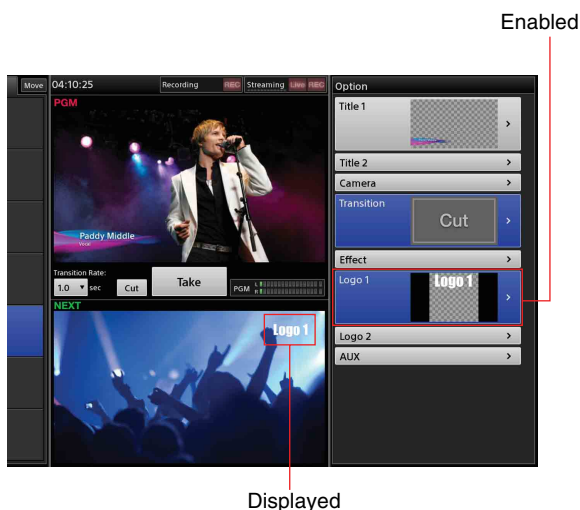 Enabled
Move
04:10:25
Recording
REC
Streaming
Live
REC
Option
PGM
Paddy Middle
Vocal
Title 1
Title 2
Camera
Transition
Cut
Effect
Logo 1
Logo 1
Logo 2
AUX
Transition Rate:
1.0
sec
Cut
Take
PGM
L
R
NEXT
Logo 1
Displayed